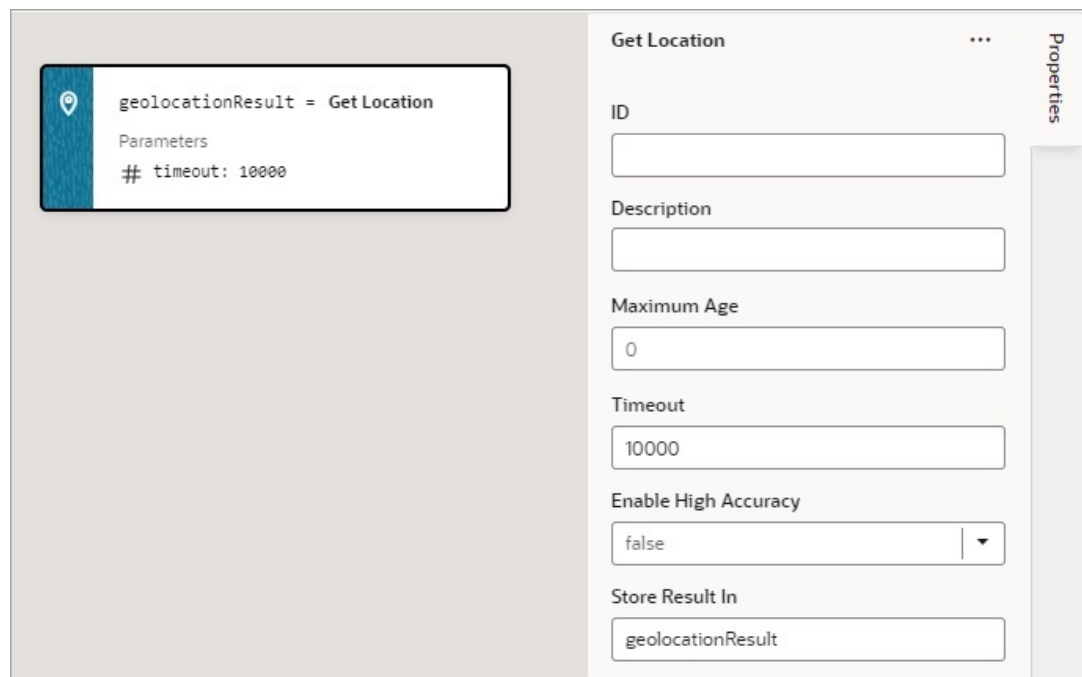 geolocationResult = Get Location
Parameters
# timeout: 10000
Get Location
...
Properties
ID
Description
Maximum Age
0
Timeout
10000
Enable High Accuracy
false
Store Result In
geolocationResult